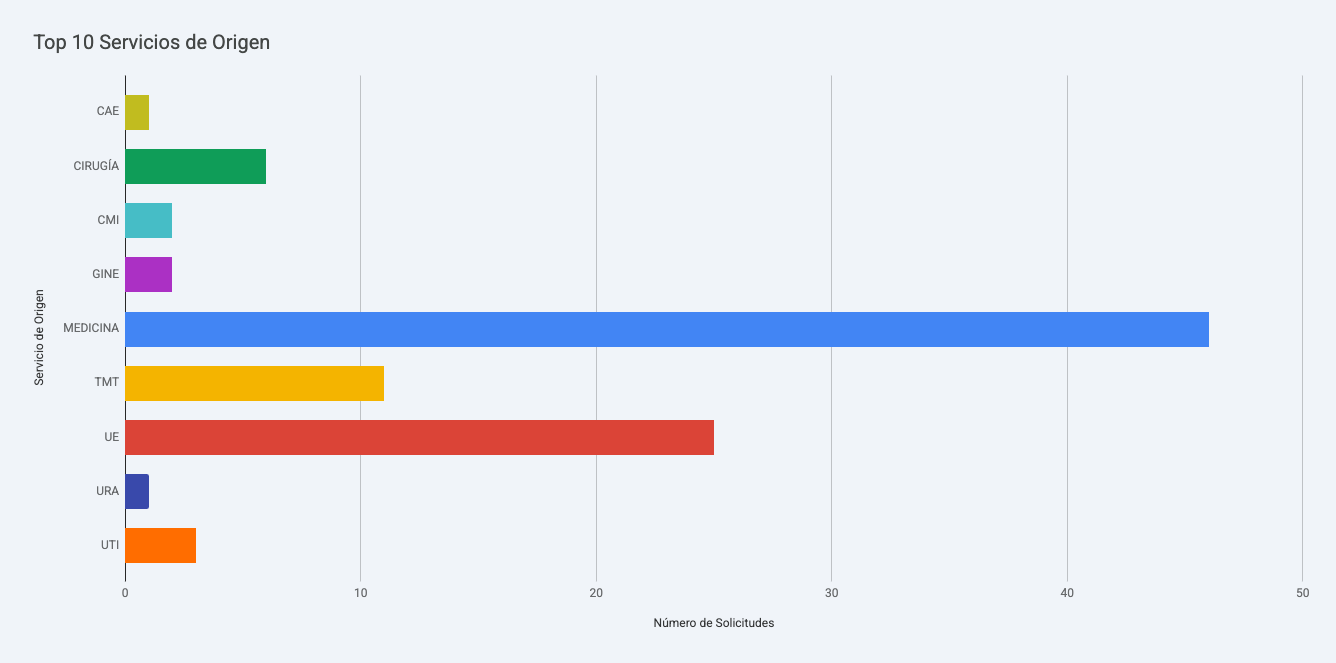 Top 10 Servicios de Origen
Servicio de Origen
CAE
CIRUGÍA
CMI
GINE
MEDICINA
TMT
UE
URA
UTI
0 10 20 30 40 50
Número de Solicitudes